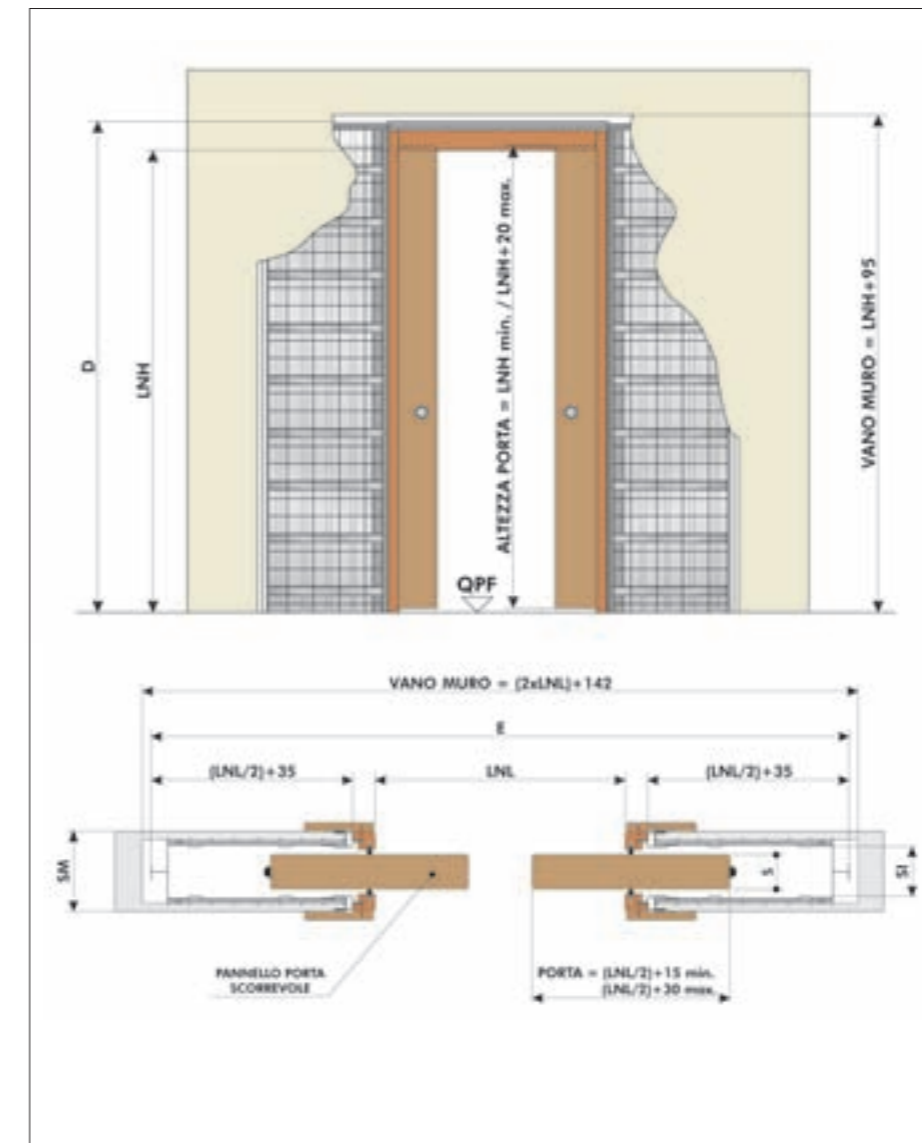 D
LNH
ALTEZZA PORTA = LNH min. / LNH+20 max.
VANO MURO = LNH+95
QPF
VANO MURO = (2xLNL)+142
E
(LNL/2)+35
LNL
(LNL/2)+35
SM
S
SI
PANNELLO PORTA
SCORREVOLE
PORTA = (LNL/2)+15 min.
(LNL/2)+30 max.